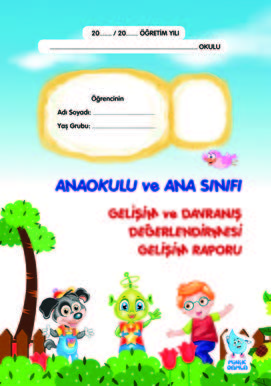 20....... / 20....... ÖĞRETİM YILI
.......................................................... OKULU
Öğrencinin
Adı Soyadı: ............................
Yaş Grubu: ............................
ANAOKULU ve ANA SINIFI
GELİŞİM ve DAVRANIŞ
DEĞERLENDİRMESİ
GELİŞİM RAPORU